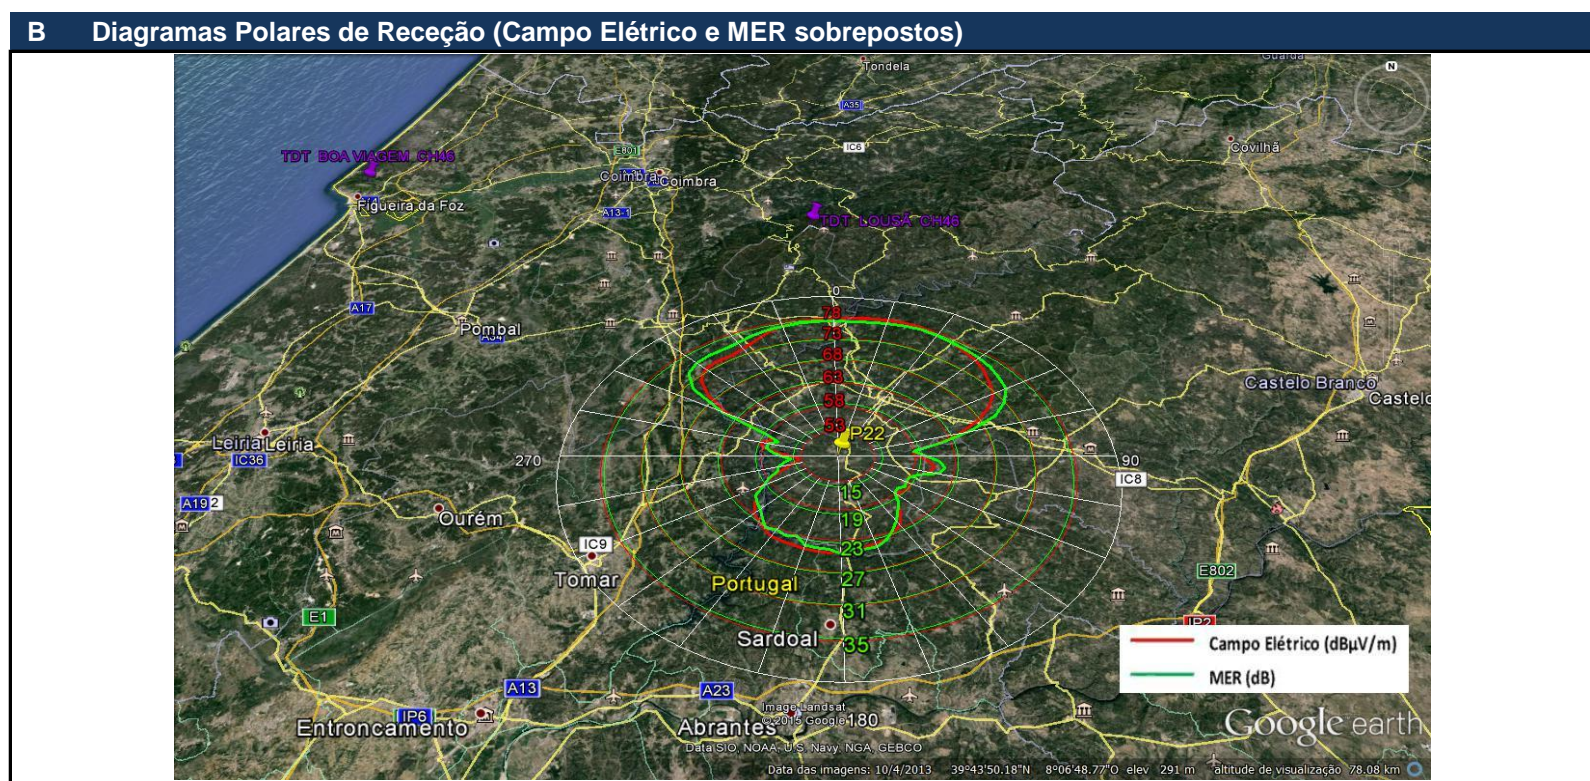 B Diagramas Polares de Receção (Campo Elétrico e MER sobrepostos)
Tondela
Guarda
N
A35
Covilhã
IC6
E801
TDT BOA VIAGEM CH46
Coimbra
Coimbra
Figueira da Foz
A13-1
TDT LOUSÃ CH46
0
A17
Pombal
78
73
68
63
58
53
P22
Castelo Branco
Castelo
Leiria
Leiria
IC36
270
90
IC8
A19
2
15
19
23
27
31
35
Ourém
IC9
Tomar
Portugal
E802
E1
Sardoal
IP2
Campo Elétrico (dBµV/m)
MER (dB)
A13
A23
IP6
Entroncamento
Abrantes
Image Landsat
©2015 Google
180
Google earth
Data SIO, NOAA, U.S. Navy, NGA, GEBCO
Data das imagens: 10/4/2013 39°43'50.18"N 8°06'48.77"O elev 291 m altitude de visualização 78.08 km